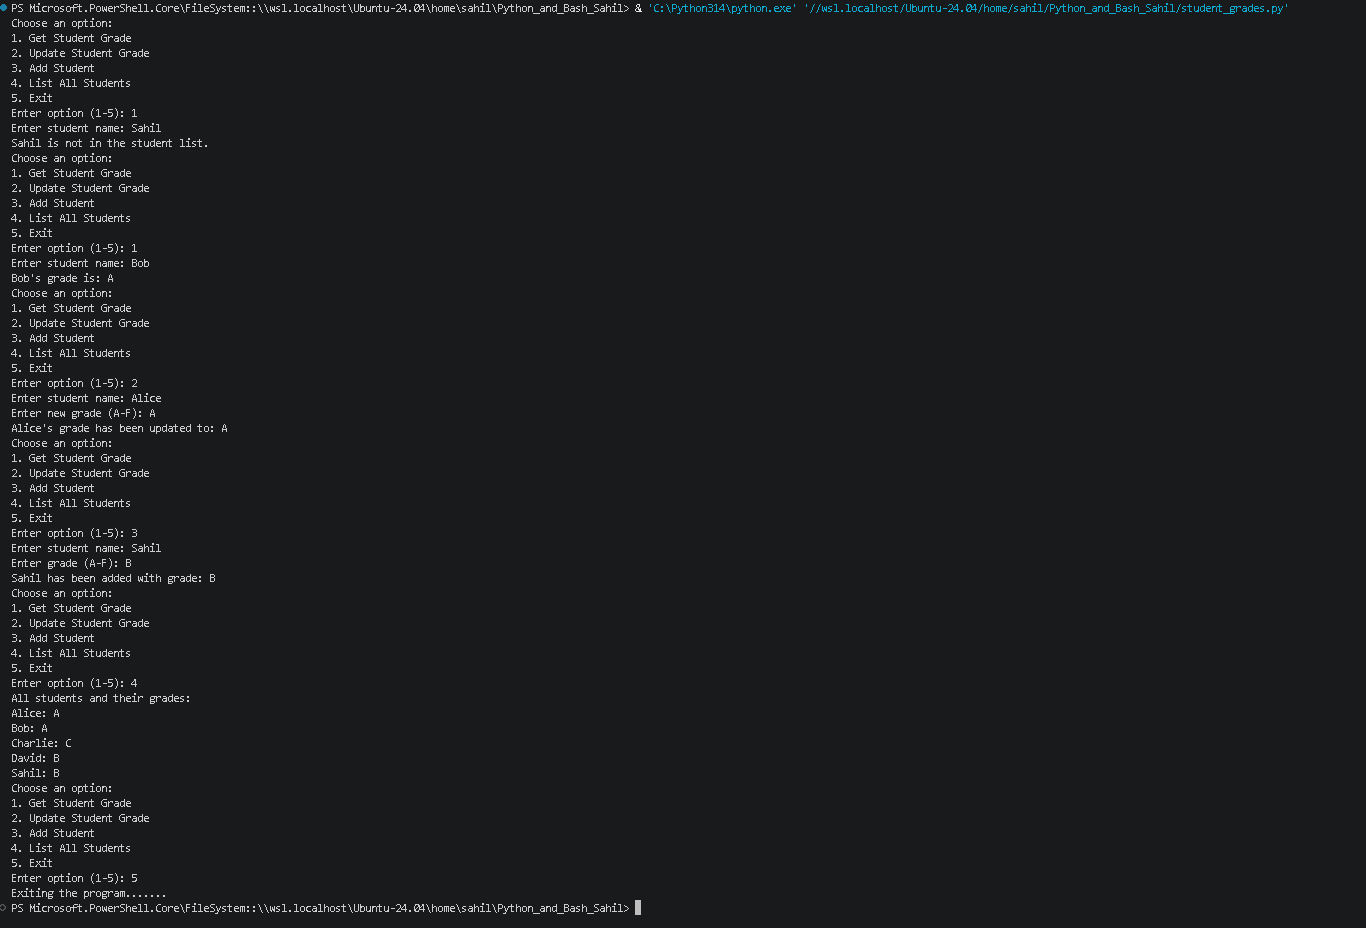 PS Microsoft.PowerShell.Core\FileSystem::\\wsl.localhost\Ubuntu-24.04\home\sahil\Python_and_Bash_Sahil> & 'C:\Python314\python.exe' '//wsl.localhost/Ubuntu-24.04/home/sahil/Python_and_Bash_Sahil/student_grades.py'
Choose an option:
1. Get Student Grade
2. Update Student Grade
3. Add Student
4. List All Students
5. Exit
Enter option (1-5): 1
Enter student name: Sahil
Sahil is not in the student list.
Choose an option:
1. Get Student Grade
2. Update Student Grade
3. Add Student
4. List All Students
5. Exit
Enter option (1-5): 1
Enter student name: Bob
Bob's grade is: A
Choose an option:
1. Get Student Grade
2. Update Student Grade
3. Add Student
4. List All Students
5. Exit
Enter option (1-5): 2
Enter student name: Alice
Enter new grade (A-F): A
Alice's grade has been updated to: A
Choose an option:
1. Get Student Grade
2. Update Student Grade
3. Add Student
4. List All Students
5. Exit
Enter option (1-5): 3
Enter student name: Sahil
Enter grade (A-F): B
Sahil has been added with grade: B
Choose an option:
1. Get Student Grade
2. Update Student Grade
3. Add Student
4. List All Students
5. Exit
Enter option (1-5): 4
All students and their grades:
Alice: A
Bob: A
Charlie: C
David: B
Sahil: B
Choose an option:
1. Get Student Grade
2. Update Student Grade
3. Add Student
4. List All Students
5. Exit
Enter option (1-5): 5
Exiting the program.......
PS Microsoft.PowerShell.Core\FileSystem::\\wsl.localhost\Ubuntu-24.04\home\sahil\Python_and_Bash_Sahil>